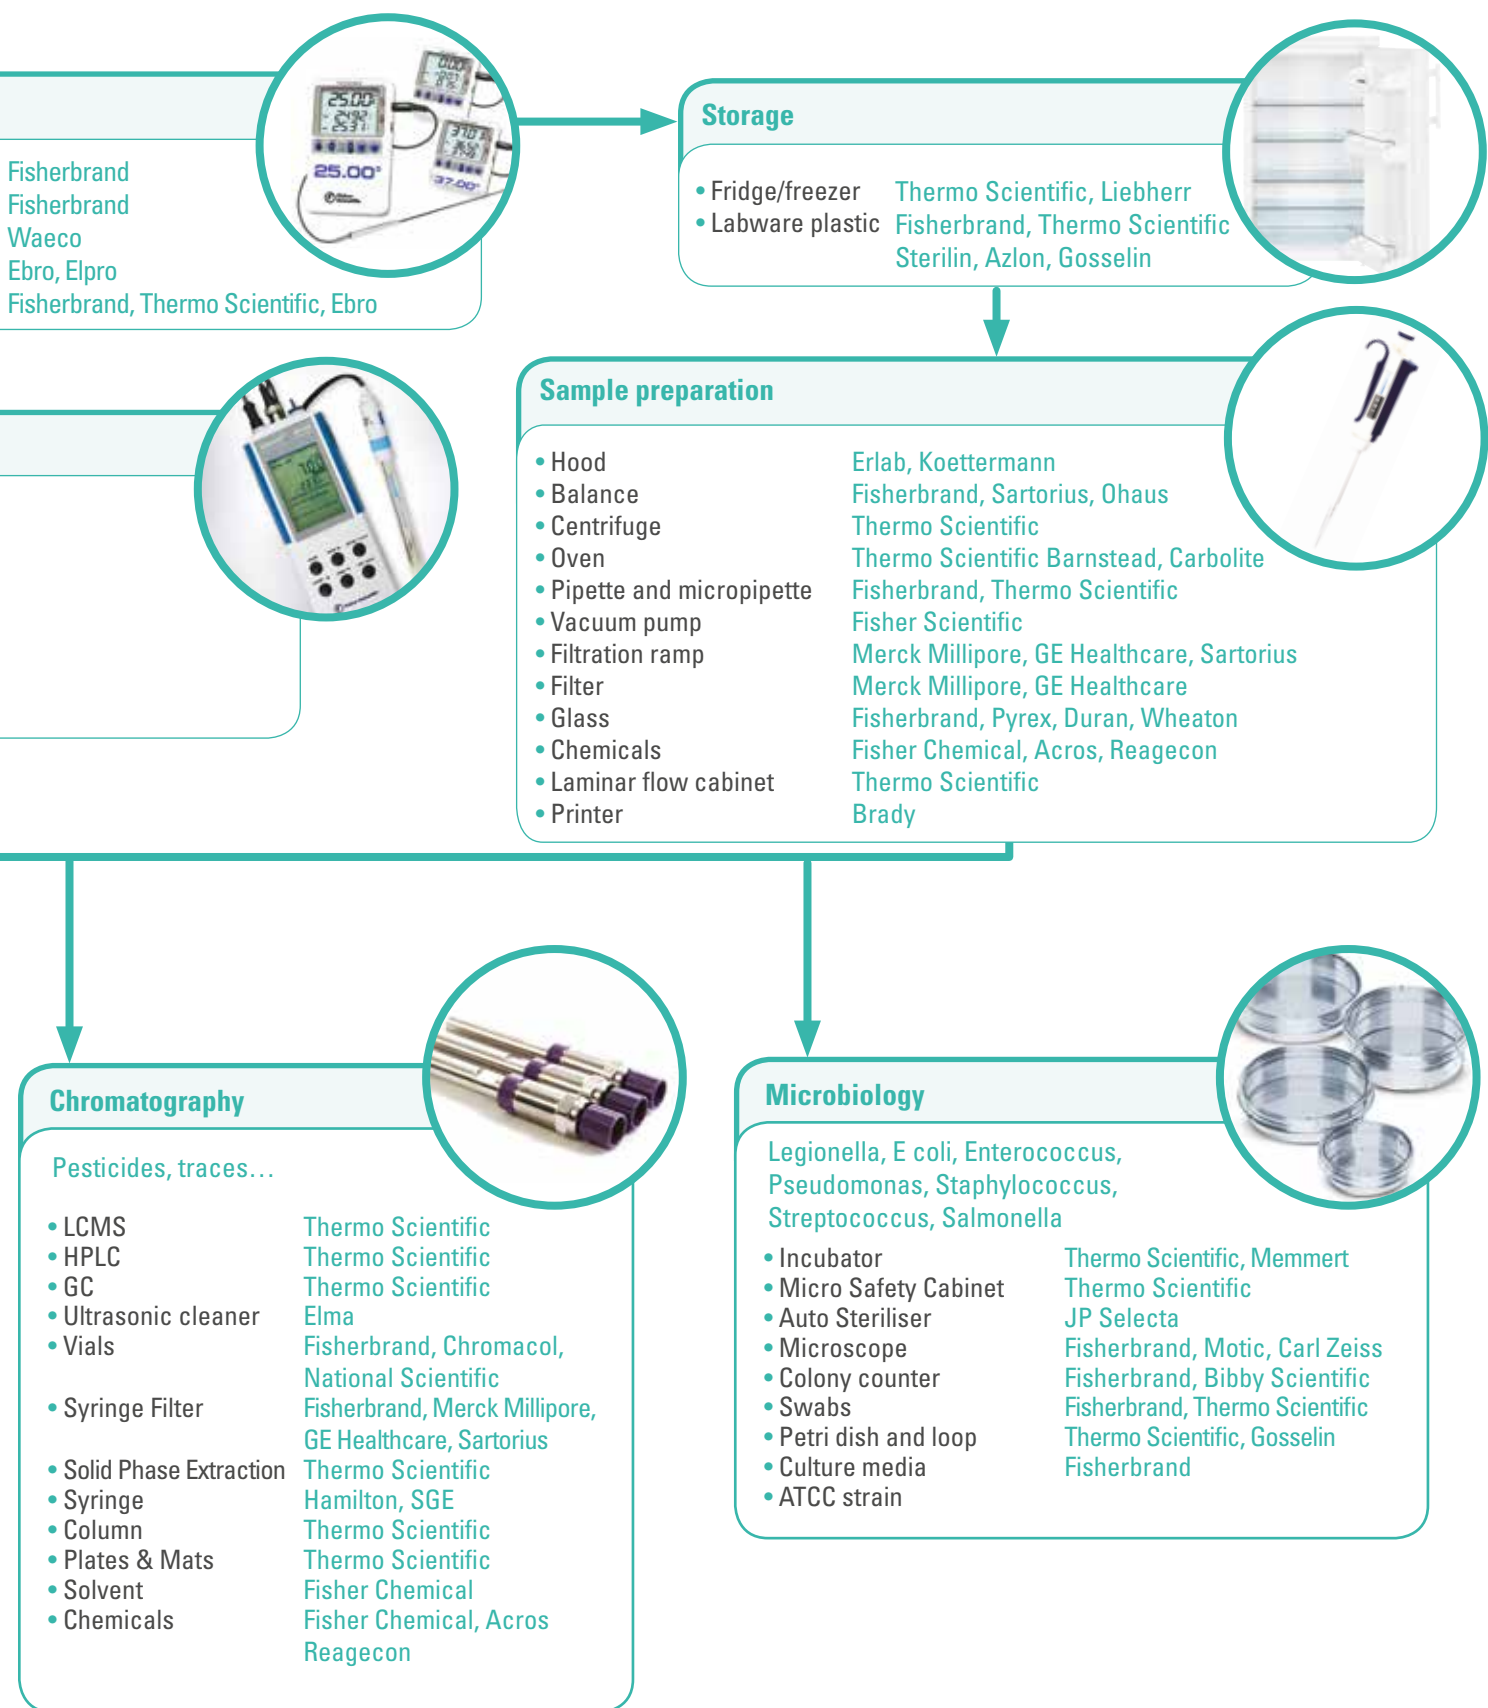 25.00
25.00°
37.00°
Fisherbrand
Fisherbrand
Waeco
Ebro, Elpro
Fisherbrand, Thermo Scientific, Ebro
Storage
• Fridge/freezer Thermo Scientific, Liebherr
• Labware plastic Fisherbrand, Thermo Scientific
Sterilin, Azlon, Gosselin
Sample preparation
• Hood Erlab, Koettermann
• Balance Fisherbrand, Sartorius, Ohaus
• Centrifuge Thermo Scientific
• Oven Thermo Scientific Barnstead, Carbolite
• Pipette and micropipette Fisherbrand, Thermo Scientific
• Vacuum pump Fisher Scientific
• Filtration ramp Merck Millipore, GE Healthcare, Sartorius
• Filter Merck Millipore, GE Healthcare
• Glass Fisherbrand, Pyrex, Duran, Wheaton
• Chemicals Fisher Chemical, Acros, Reagecon
• Laminar flow cabinet Thermo Scientific
• Printer Brady
Chromatography
Pesticides, traces…
• LCMS Thermo Scientific
• HPLC Thermo Scientific
• GC Thermo Scientific
• Ultrasonic cleaner Elma
• Vials Fisherbrand, Chromacol,
National Scientific
• Syringe Filter Fisherbrand, Merck Millipore,
GE Healthcare, Sartorius
• Solid Phase Extraction Thermo Scientific
• Syringe Hamilton, SGE
• Column Thermo Scientific
• Plates & Mats Thermo Scientific
• Solvent Fisher Chemical
• Chemicals Fisher Chemical, Acros
Reagecon
Microbiology
Legionella, E coli, Enterococcus,
Pseudomonas, Staphylococcus,
Streptococcus, Salmonella
• Incubator Thermo Scientific, Memmert
• Micro Safety Cabinet Thermo Scientific
• Auto Steriliser JP Selecta
• Microscope Fisherbrand, Motic, Carl Zeiss
• Colony counter Fisherbrand, Bibby Scientific
• Swabs Fisherbrand, Thermo Scientific
• Petri dish and loop Thermo Scientific, Gosselin
• Culture media Fisherbrand
• ATCC strain